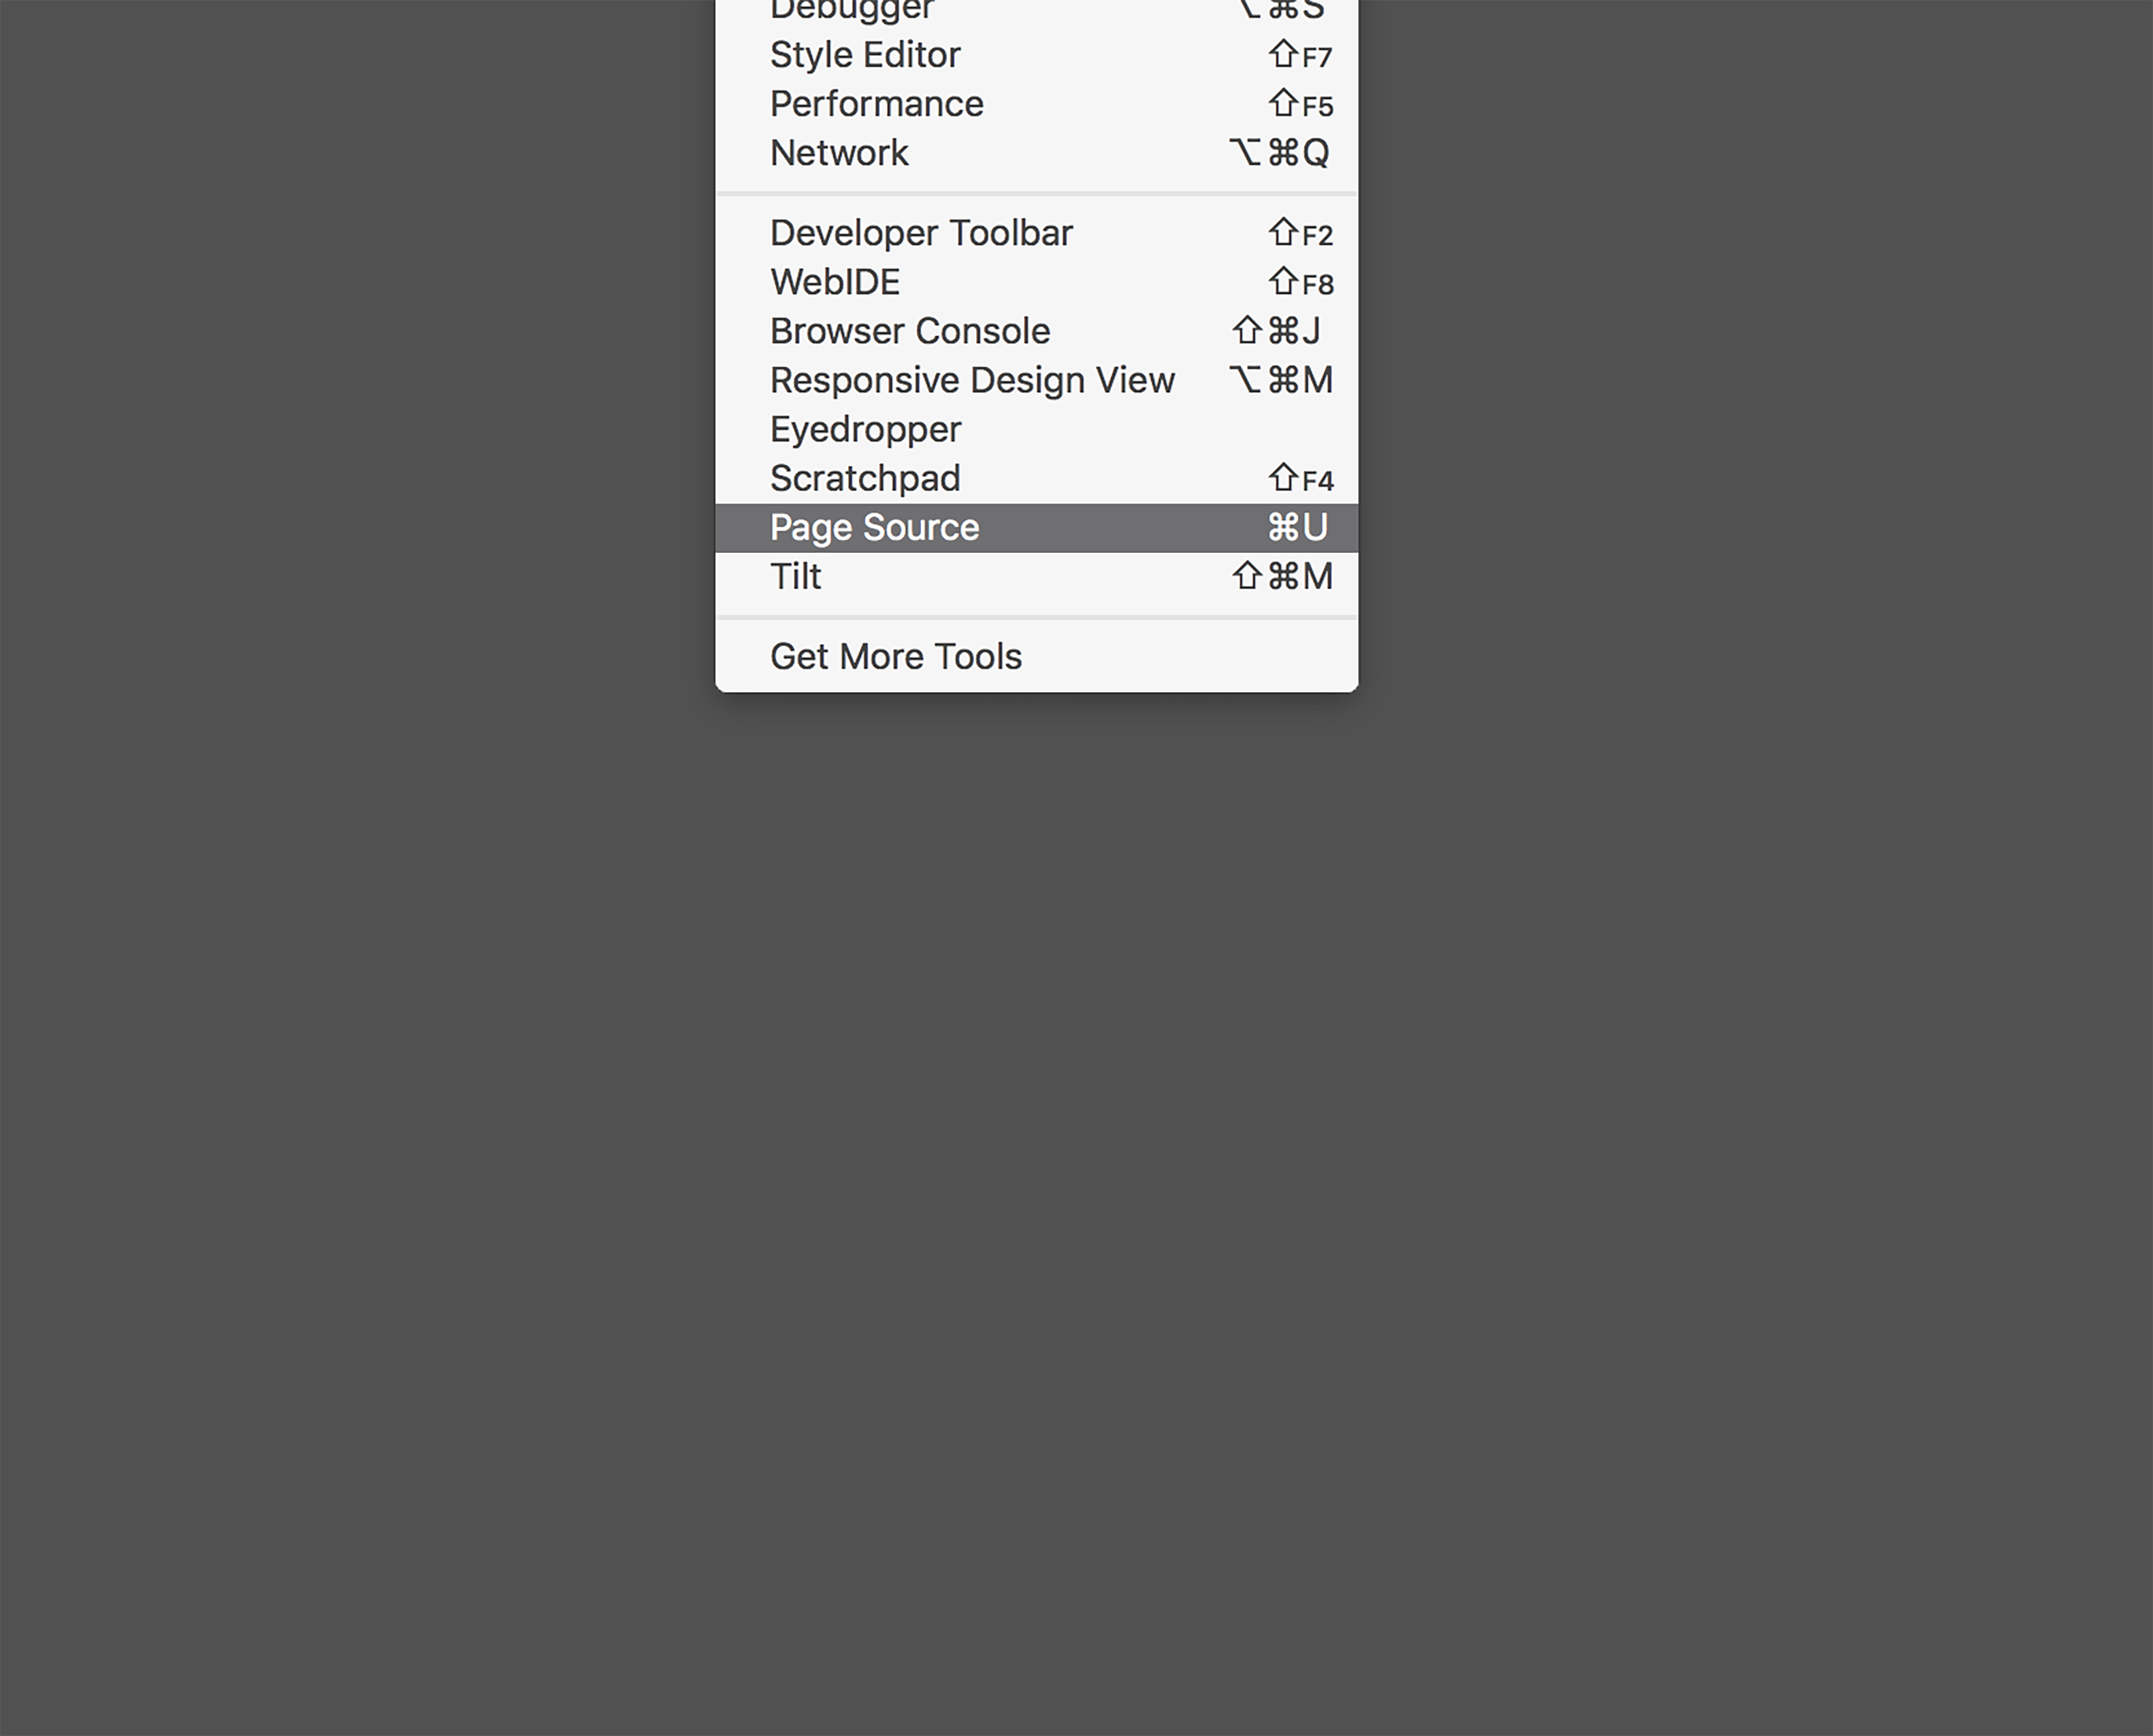 Debugger ⌥⌘S
Style Editor ⇧F7
Performance ⇧F5
Network ⌥⌘Q
Developer Toolbar ⇧F2
WebIDE ⇧F8
Browser Console ⇧⌘J
Responsive Design View ⌥⌘M
Eyedropper
Scratchpad ⇧F4
Page Source ⌘U
Tilt ⇧⌘M
Get More Tools